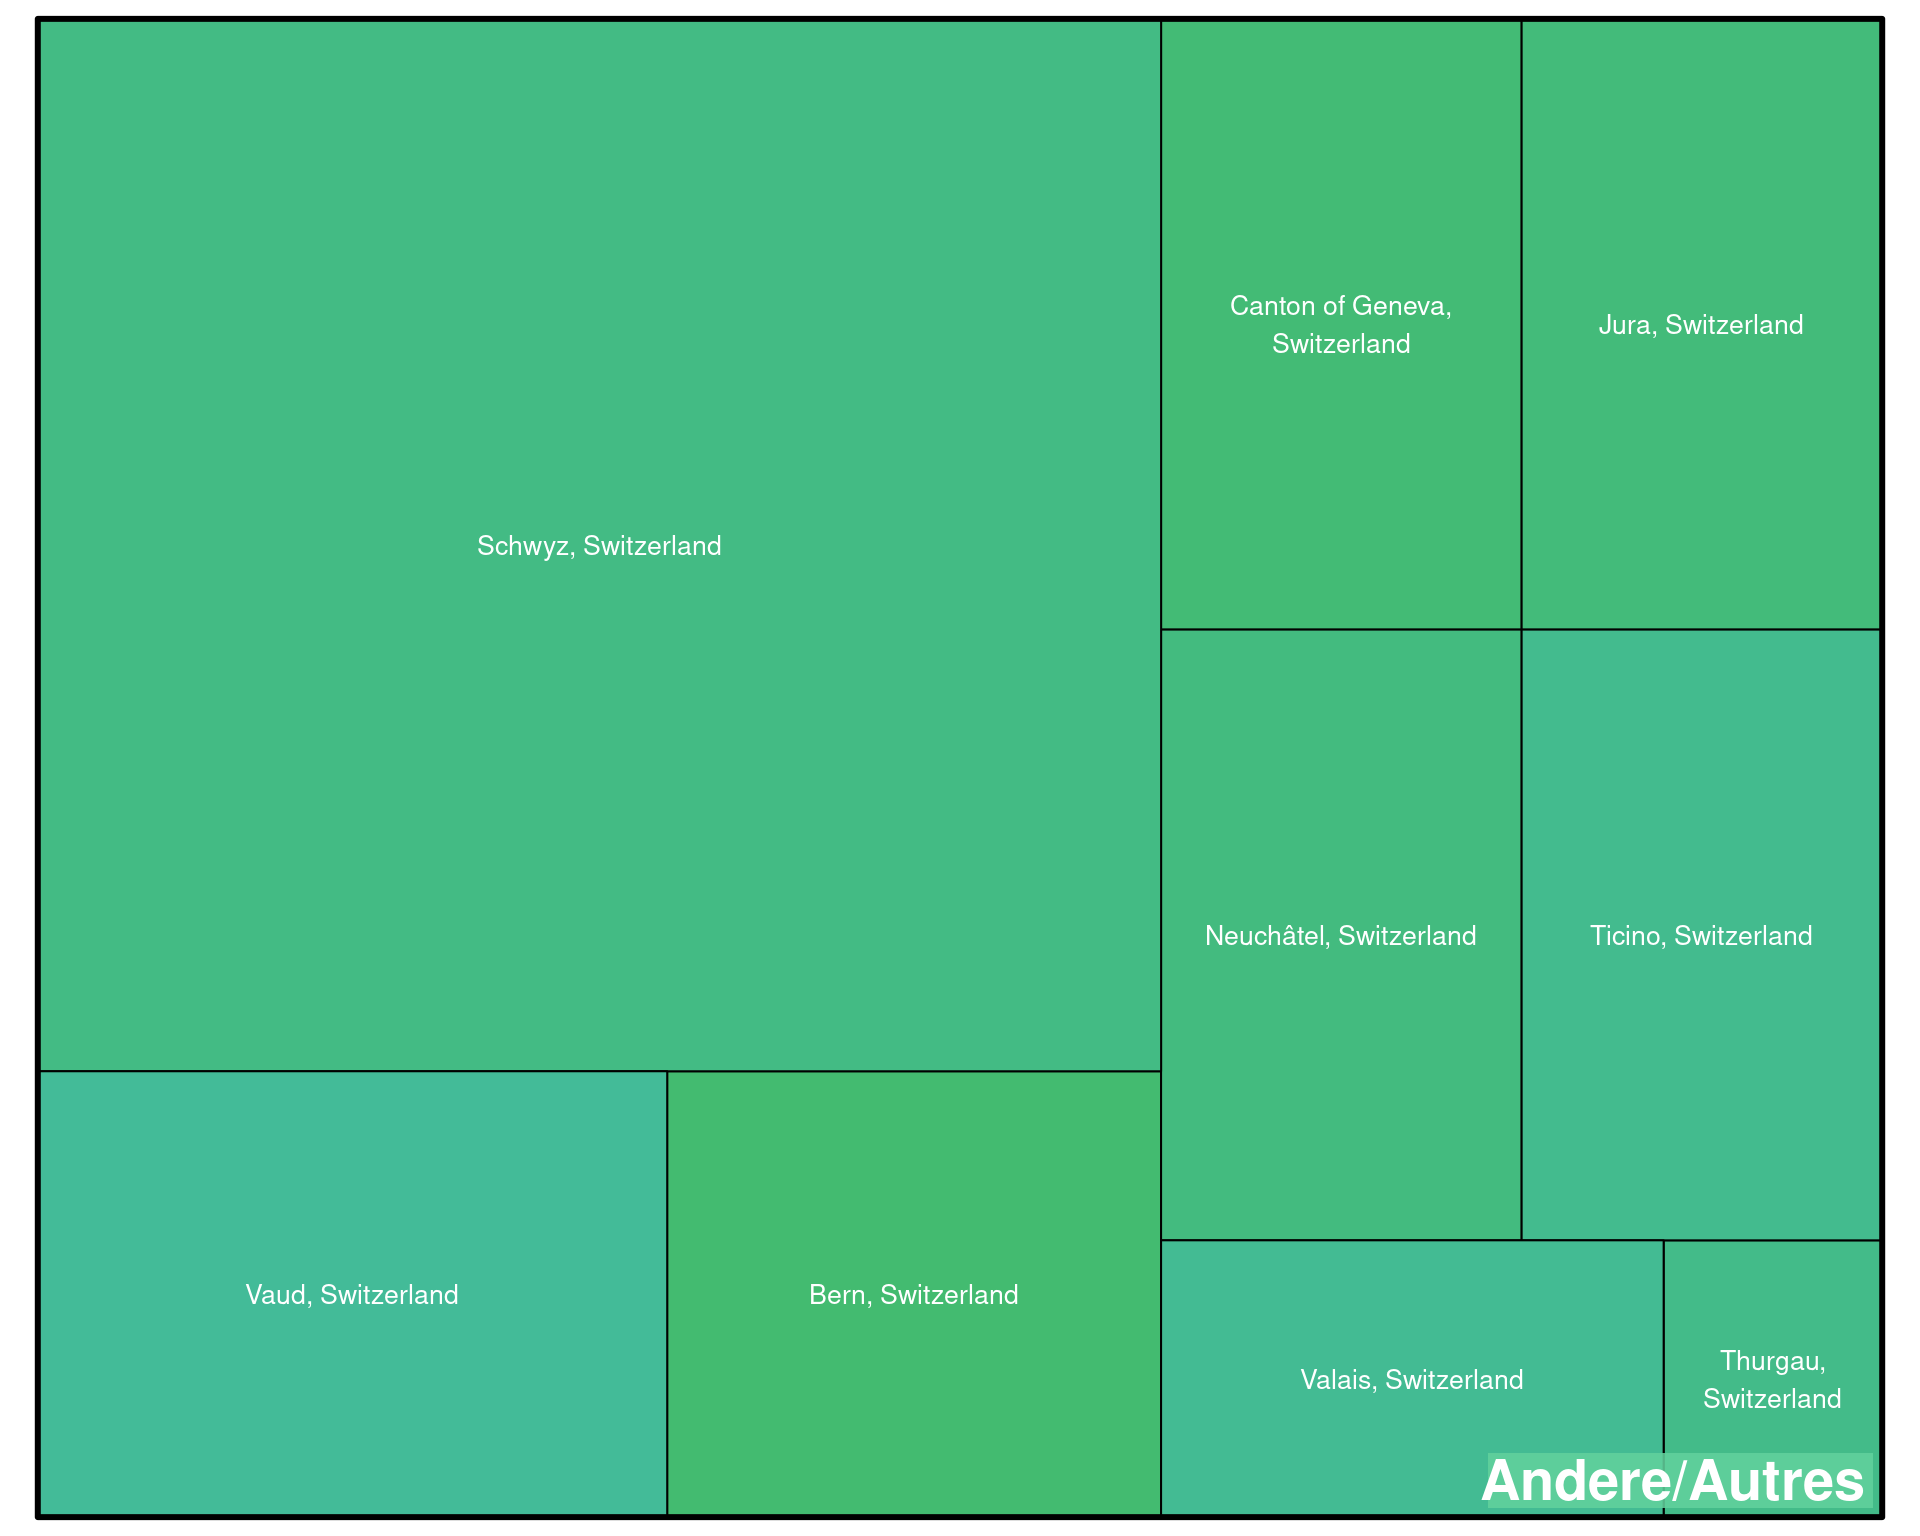 Schwyz, Switzerland
Canton of Geneva,
Switzerland
Jura, Switzerland
Neuchâtel, Switzerland
Ticino, Switzerland
Vaud, Switzerland
Bern, Switzerland
Valais, Switzerland
Thurgau,
Switzerland
Andere/Autres